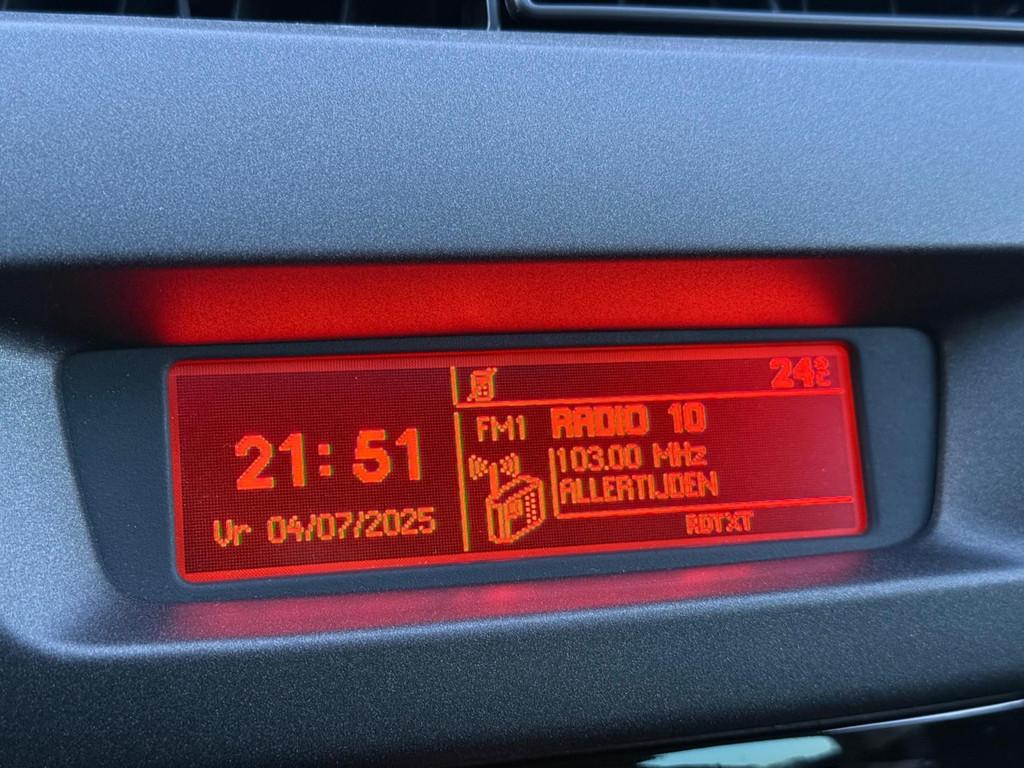 21:51
Vr 04/07/2025
24°C
FM1 RADIO 10
103.00 MHz
ALLERTIJDEN
RDTXT